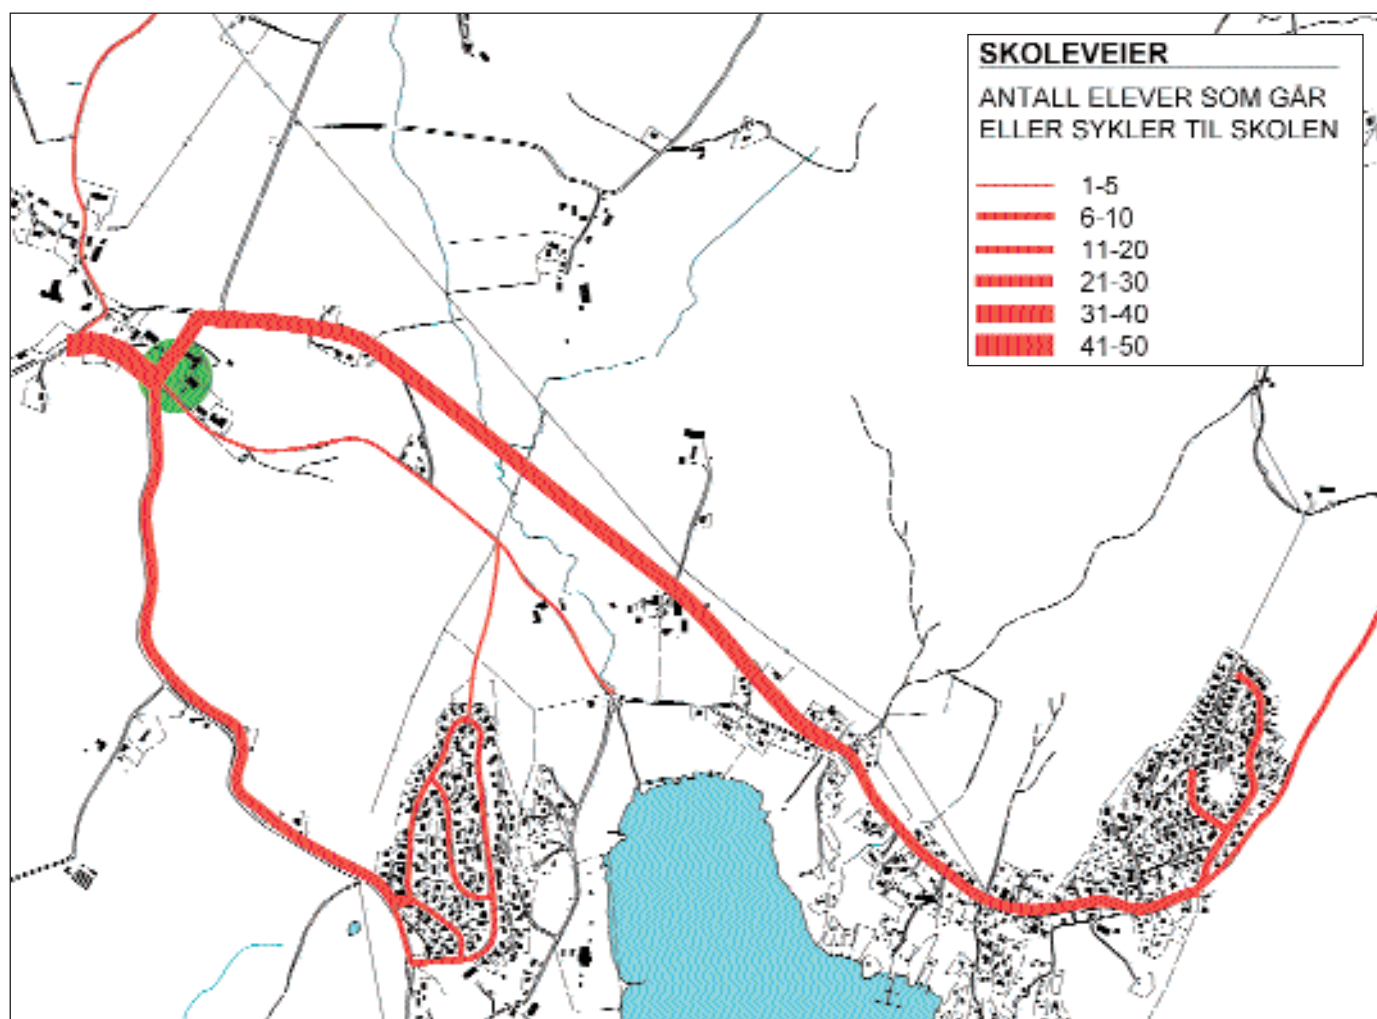 SKOLEVEIER
ANTALL ELEVER SOM GÅR
ELLER SYKLER TIL SKOLEN
1-5
6-10
11-20
21-30
31-40
41-50